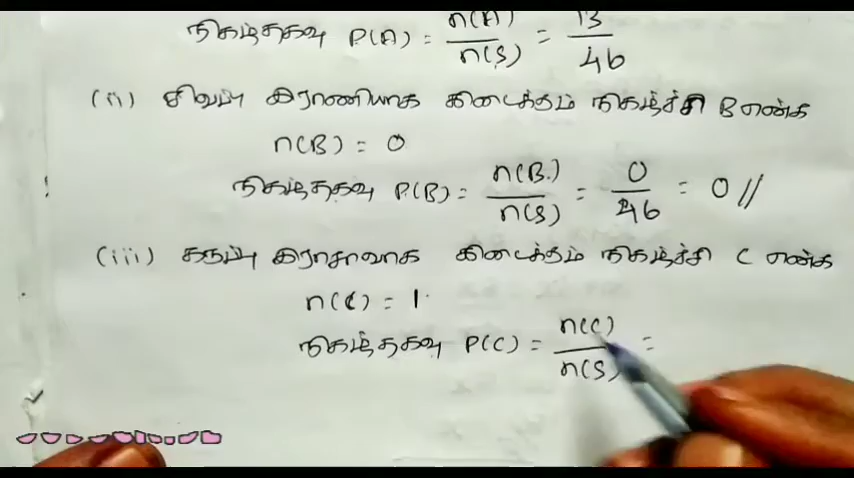 நிகழ்தகவு P(A) = n(A)/n(S) = 13/46
(ii) சிவப்பு இராணியாக கிடைக்கும் நிகழ்ச்சி B என்க
n(B) = 0
நிகழ்தகவு P(B) = n(B)/n(S) = 0/46 = 0 //
(iii) கருப்பு இராசாவாக கிடைக்கும் நிகழ்ச்சி C என்க
n(C) = 1
நிகழ்தகவு P(C) = n(C)/n(S) =